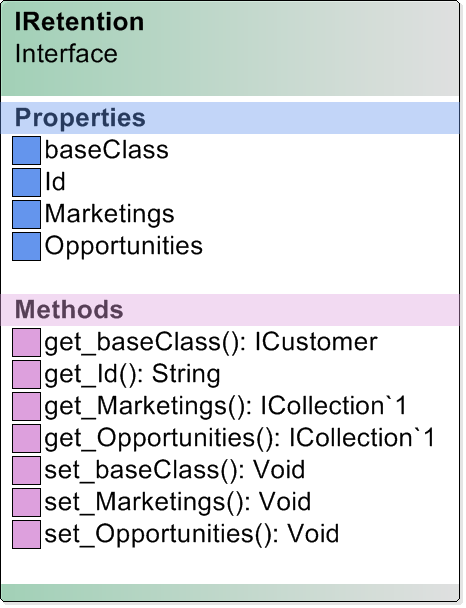 IRetention
Interface
Properties
baseClass
Id
Marketings
Opportunities
Methods
get_baseClass(): ICustomer
get_Id(): String
get_Marketings(): ICollection`1
get_Opportunities(): ICollection`1
set_baseClass(): Void
set_Marketings(): Void
set_Opportunities(): Void